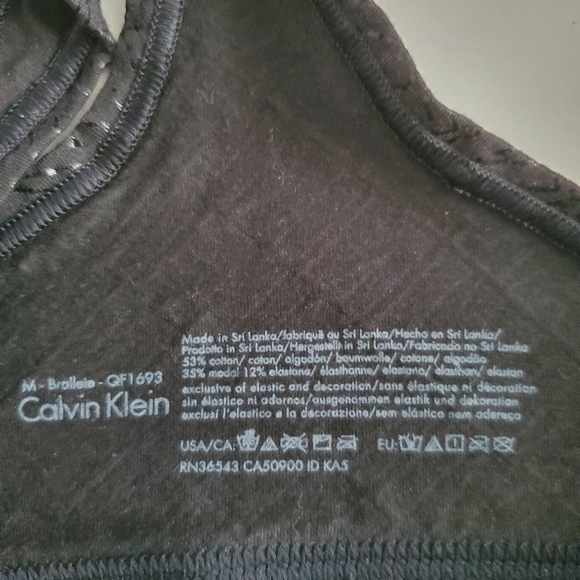 M - Brallete - QF1693
Calvin Klein
Made in Sri Lanka/fabriqué au Sri Lanka/Hecho en Sri Lanka/
Prodotto in Sri Lanka/Hergestellt in Sri Lanka/Fabricado no Sri Lanka
53% cotton/ coton/ algodón/ baumwolle/ cotone/ algodão
35% modal 12% elastane/ élasthanne/ elastano/ elasthan/ elastan
exclusive of elastic and decoration/sans élastique ni décoration
sin elástico ni adornos/ausgenommen elastik und dekoration
exclusi l'elastico e la decorazione/sem elástico nem adereço
USA/CA: EU:
RN36543 CA50900 ID KA5